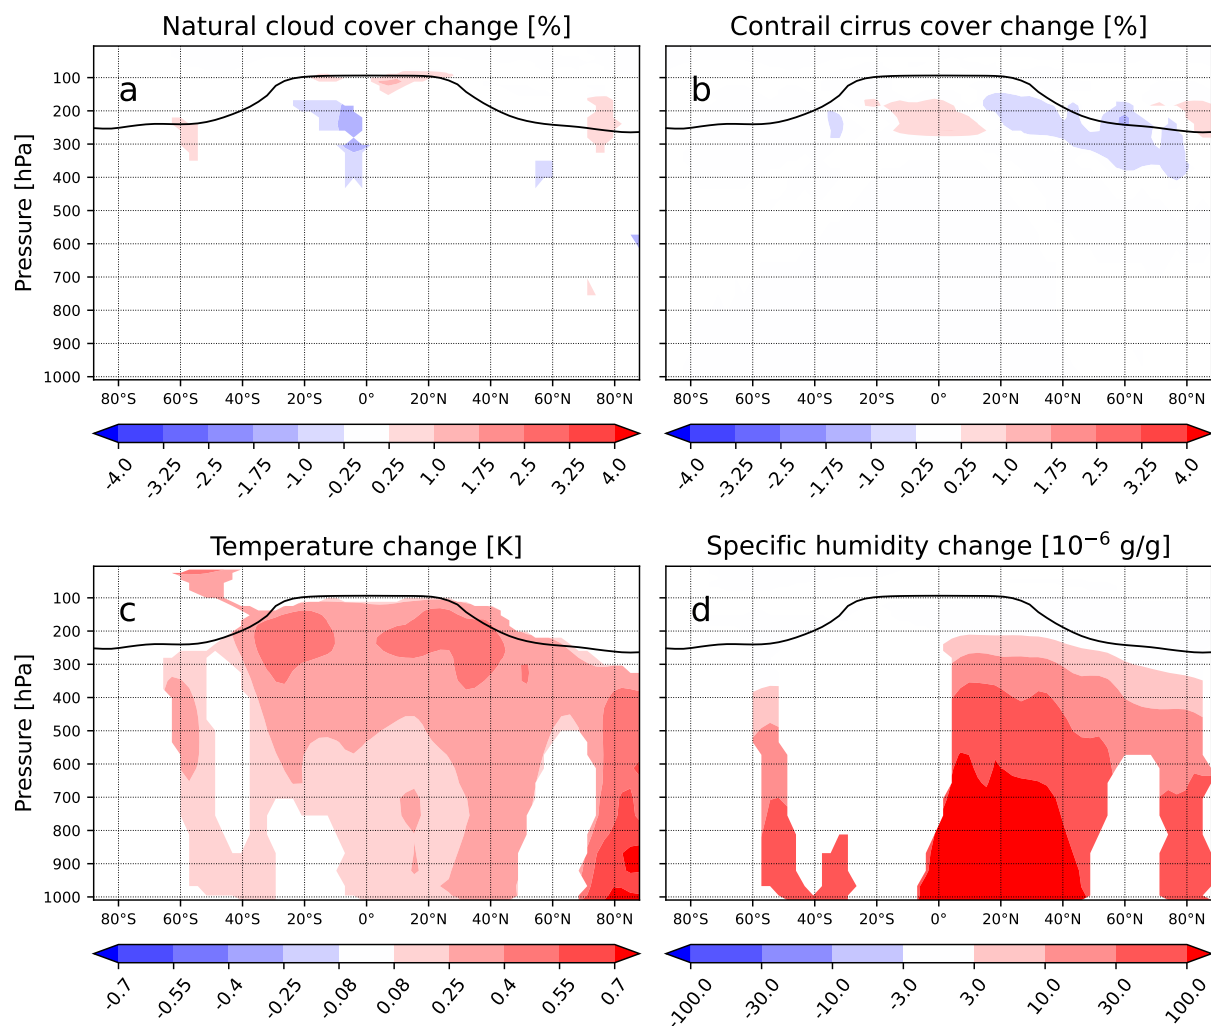 Natural cloud cover change [%]
Contrail cirrus cover change [%]
a
b
Pressure [hPa]
100
200
300
400
500
600
700
800
900
1000
80°S 60°S 40°S 20°S 0° 20°N 40°N 60°N 80°N
80°S 60°S 40°S 20°S 0° 20°N 40°N 60°N 80°N
-4.0 -3.25 -2.5 -1.75 -1.0 -0.25 0.25 1.0 1.75 2.5 3.25 4.0
-4.0 -3.25 -2.5 -1.75 -1.0 -0.25 0.25 1.0 1.75 2.5 3.25 4.0
Temperature change [K]
Specific humidity change [10⁻⁶ g/g]
c
d
Pressure [hPa]
100
200
300
400
500
600
700
800
900
1000
80°S 60°S 40°S 20°S 0° 20°N 40°N 60°N 80°N
80°S 60°S 40°S 20°S 0° 20°N 40°N 60°N 80°N
-0.7 -0.55 -0.4 -0.25 -0.08 0.08 0.25 0.4 0.55 0.7
-100.0 -30.0 -10.0 -3.0 3.0 10.0 30.0 100.0